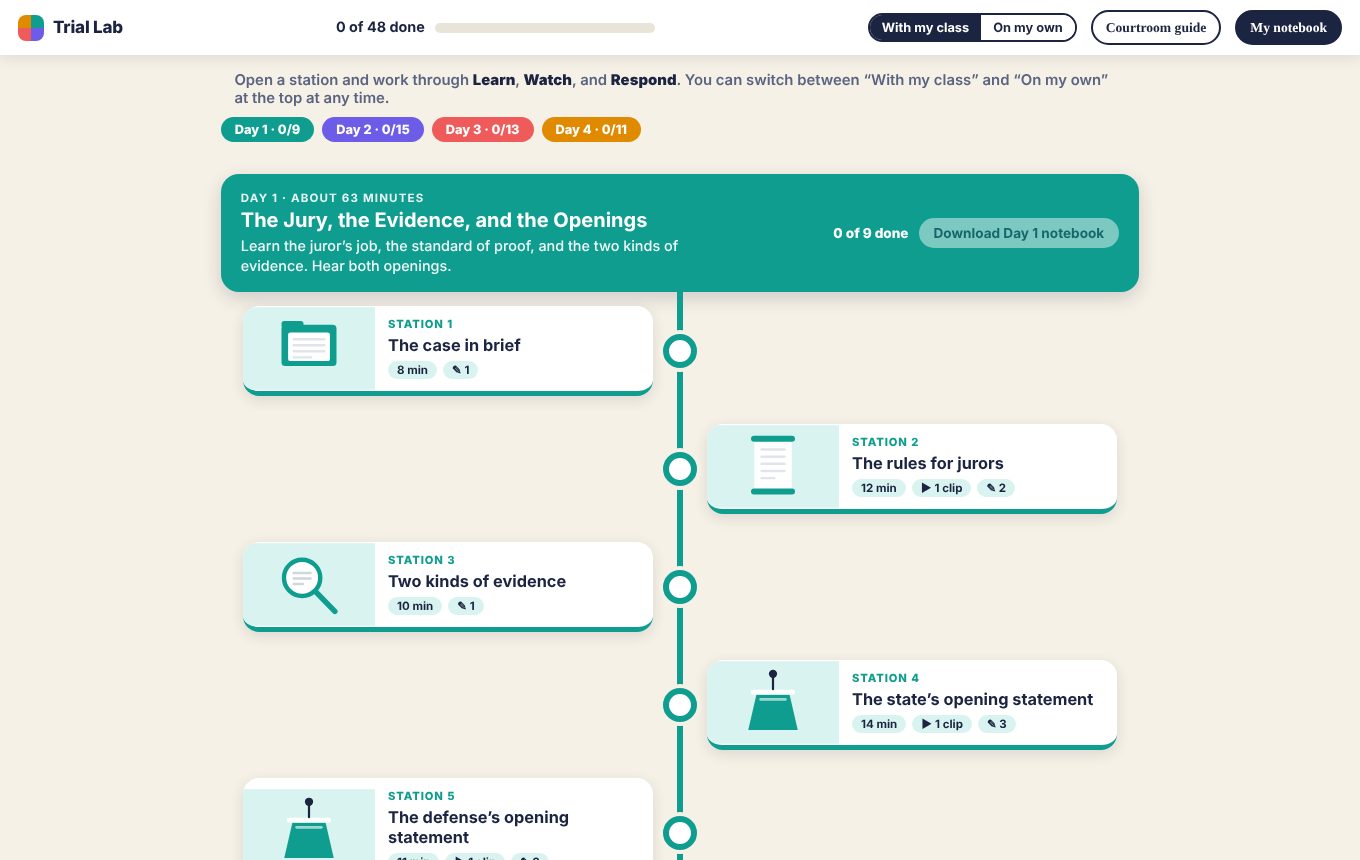 Trial Lab
0 of 48 done
With my class
On my own
Courtroom guide
My notebook
Open a station and work through Learn, Watch, and Respond. You can switch between “With my class” and “On my own”
at the top at any time.
Day 1 · 0/9
Day 2 · 0/15
Day 3 · 0/13
Day 4 · 0/11
DAY 1 · ABOUT 63 MINUTES
The Jury, the Evidence, and the Openings
Learn the juror’s job, the standard of proof, and the two kinds of
evidence. Hear both openings.
0 of 9 done
Download Day 1 notebook
STATION 1
The case in brief
8 min
✎ 1
STATION 2
The rules for jurors
12 min
▶ 1 clip
✎ 2
STATION 3
Two kinds of evidence
10 min
✎ 1
STATION 4
The state’s opening statement
14 min
▶ 1 clip
✎ 3
STATION 5
The defense’s opening
statement